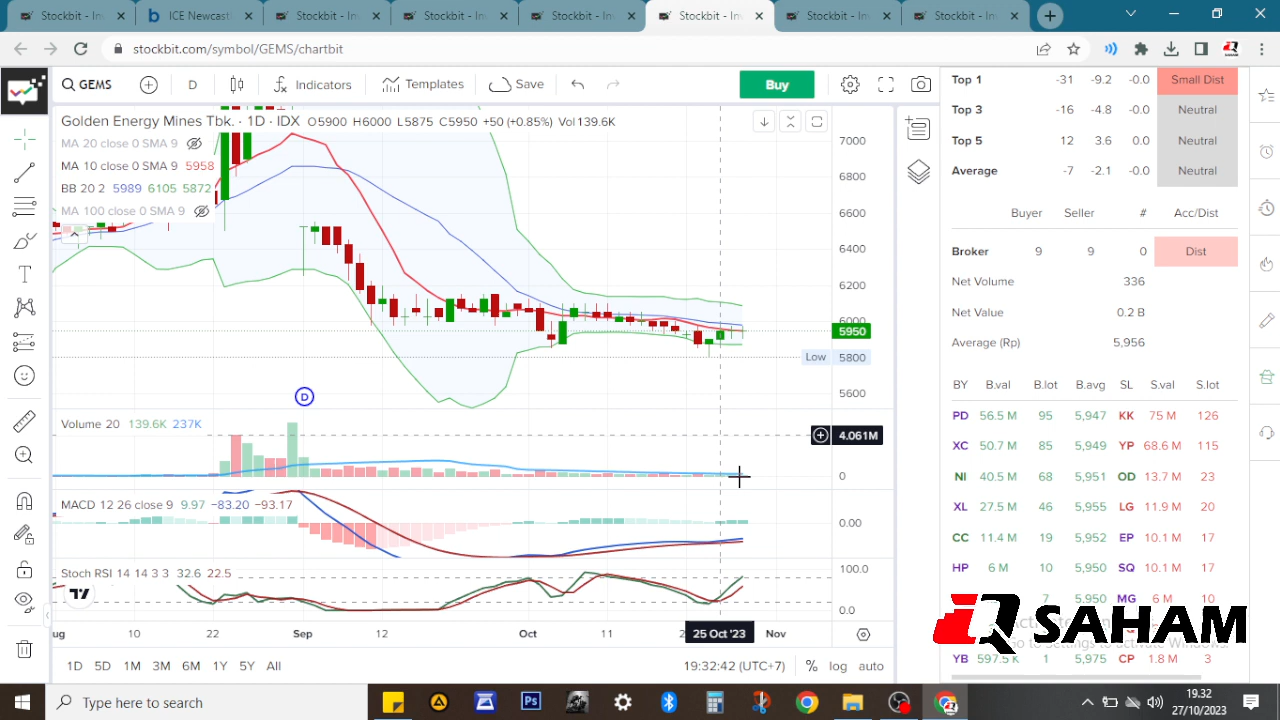 Stockbit - In
ICE Newcast
Stockbit - In
Stockbit - In
Stockbit - In
Stockbit - In
Stockbit - In
Stockbit - In
stockbit.com/symbol/GEMS/chartbit
GEMS
D
Indicators
Templates
Save
Buy
Golden Energy Mines Tbk. · 1D · IDX O5900 H6000 L5875 C5950 +50 (+0.85%) Vol 139.6K
MA 20 close 0 SMA 9
MA 10 close 0 SMA 9 5958
BB 20 2 5989 6105 5872
MA 100 close 0 SMA 9
7000
6800
6600
6400
6200
6000
5950
Low 5800
5600
D
Volume 20 139.6K 237K
4.061M
0
MACD 12 26 close 9 9.97 −83.20 −93.17
0.00
Stoch RSI 14 14 3 3 32.6 22.5
100.0
0.0
ug 10 22 Sep 12 Oct 11 2 25 Oct '23 Nov
1D 5D 1M 3M 6M 1Y 5Y All
19:32:42 (UTC+7) % log auto
Top 1 -31 -9.2 -0.0 Small Dist
Top 3 -16 -4.8 -0.0 Neutral
Top 5 12 3.6 0.0 Neutral
Average -7 -2.1 -0.0 Neutral
Buyer Seller # Acc/Dist
Broker 9 9 0 Dist
Net Volume 336
Net Value 0.2 B
Average (Rp) 5,956
BY B.val B.lot B.avg SL S.val S.lot
PD 56.5 M 95 5,947 KK 75 M 126
XC 50.7 M 85 5,949 YP 68.6 M 115
NI 40.5 M 68 5,951 OD 13.7 M 23
XL 27.5 M 46 5,955 LG 11.9 M 20
CC 11.4 M 19 5,952 EP 10.1 M 17
HP 6 M 10 5,950 SQ 10.1 M 17
7 5,950 MG 6 M 10
SAHAM
Go to Settings to activate Windows.
YB 597.5 K 1 5,975 CP 1.8 M 3
Type here to search
19.32
27/10/2023